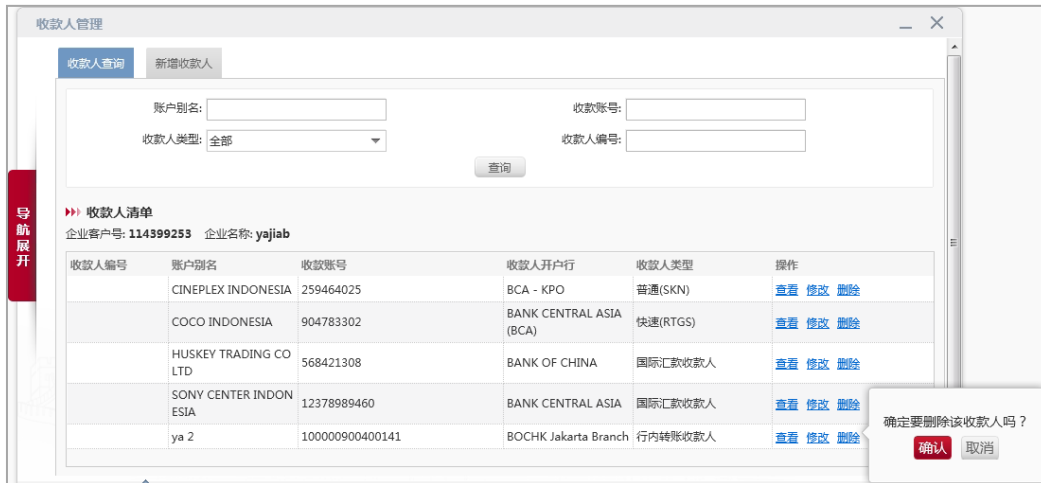 收款人管理
收款人查询 新增收款人
账户别名: 收款账号:
收款人类型: 全部 收款人编号:
查询
导航展开
收款人清单
企业客户号: 114399253 企业名称: yajiab
收款人编号 账户别名 收款账号 收款人开户行 收款人类型 操作
CINEPLEX INDONESIA 259464025 BCA - KPO 普通(SKN) 查看 修改 删除
COCO INDONESIA 904783302 BANK CENTRAL ASIA (BCA) 快速(RTGS) 查看 修改 删除
HUSKEY TRADING CO LTD 568421308 BANK OF CHINA 国际汇款收款人 查看 修改 删除
SONY CENTER INDONESIA 12378989460 BANK CENTRAL ASIA 国际汇款收款人 查看 修改 删除
ya 2 100000900400141 BOCHK Jakarta Branch 行内转账收款人 查看 修改 删除
确定要删除该收款人吗？
确认 取消